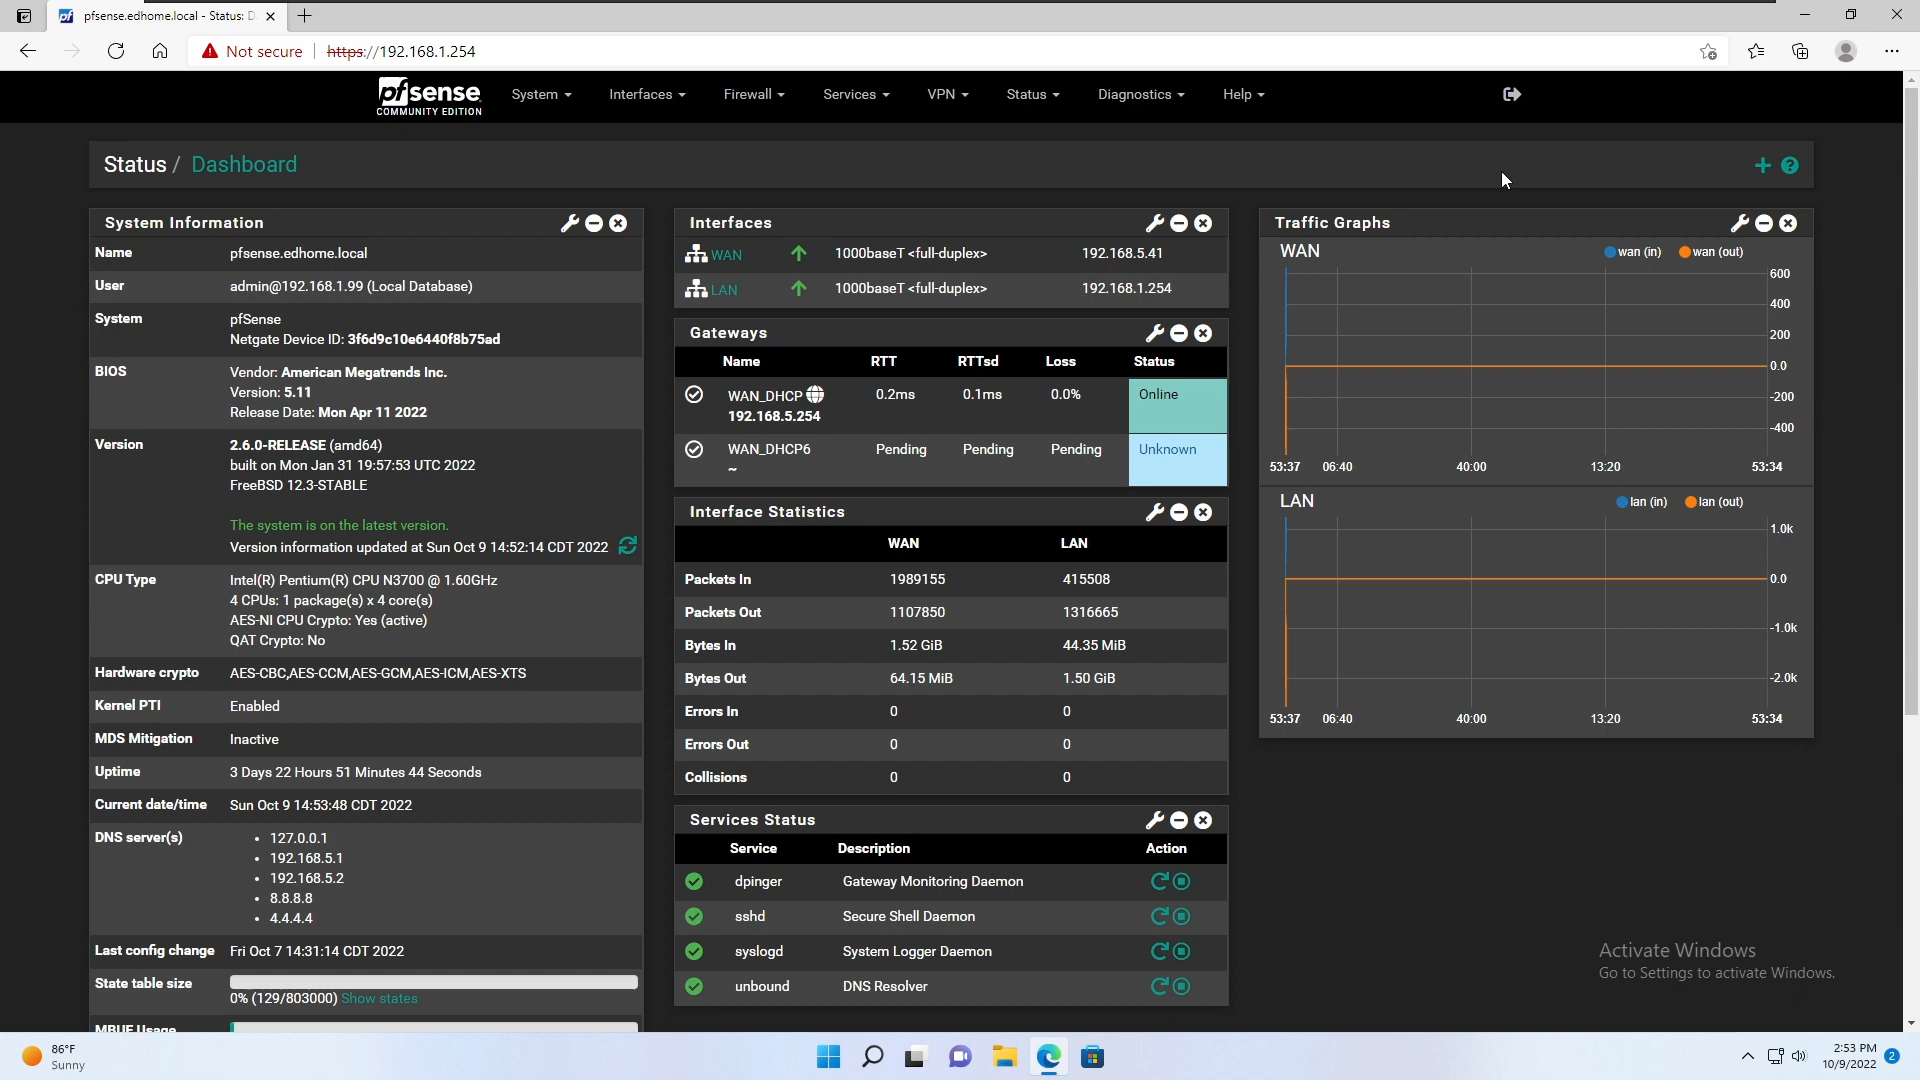 pfsense.edhome.local - Status: D
Not secure
https://192.168.1.254
pfsense
COMMUNITY EDITION
System
Interfaces
Firewall
Services
VPN
Status
Diagnostics
Help
Status / Dashboard
System Information
Name pfsense.edhome.local
User admin@192.168.1.99 (Local Database)
System pfSense
Netgate Device ID: 3f6d9c10e6440f8b75ad
BIOS Vendor: American Megatrends Inc.
Version: 5.11
Release Date: Mon Apr 11 2022
Version 2.6.0-RELEASE (amd64)
built on Mon Jan 31 19:57:53 UTC 2022
FreeBSD 12.3-STABLE
The system is on the latest version.
Version information updated at Sun Oct 9 14:52:14 CDT 2022
CPU Type Intel(R) Pentium(R) CPU N3700 @ 1.60GHz
4 CPUs: 1 package(s) x 4 core(s)
AES-NI CPU Crypto: Yes (active)
QAT Crypto: No
Hardware crypto AES-CBC,AES-CCM,AES-GCM,AES-ICM,AES-XTS
Kernel PTI Enabled
MDS Mitigation Inactive
Uptime 3 Days 22 Hours 51 Minutes 44 Seconds
Current date/time Sun Oct 9 14:53:48 CDT 2022
DNS server(s) • 127.0.0.1
• 192.168.5.1
• 192.168.5.2
• 8.8.8.8
• 4.4.4.4
Last config change Fri Oct 7 14:31:14 CDT 2022
State table size
0% (129/803000) Show states
MBUF Usage
Interfaces
WAN 1000baseT <full-duplex> 192.168.5.41
LAN 1000baseT <full-duplex> 192.168.1.254
Gateways
Name RTT RTTsd Loss Status
WAN_DHCP 0.2ms 0.1ms 0.0% Online
192.168.5.254
WAN_DHCP6 Pending Pending Pending Unknown
~
Interface Statistics
WAN LAN
Packets In 1989155 415508
Packets Out 1107850 1316665
Bytes In 1.52 GiB 44.35 MiB
Bytes Out 64.15 MiB 1.50 GiB
Errors In 0 0
Errors Out 0 0
Collisions 0 0
Services Status
Service Description Action
dpinger Gateway Monitoring Daemon
sshd Secure Shell Daemon
syslogd System Logger Daemon
unbound DNS Resolver
Traffic Graphs
WAN wan (in) wan (out)
600
400
200
0.0
-200
-400
53:37 06:40 40:00 13:20 53:34
LAN lan (in) lan (out)
1.0k
0.0
-1.0k
-2.0k
53:37 06:40 40:00 13:20 53:34
Activate Windows
Go to Settings to activate Windows.
86°F
Sunny
2:53 PM
10/9/2022
2